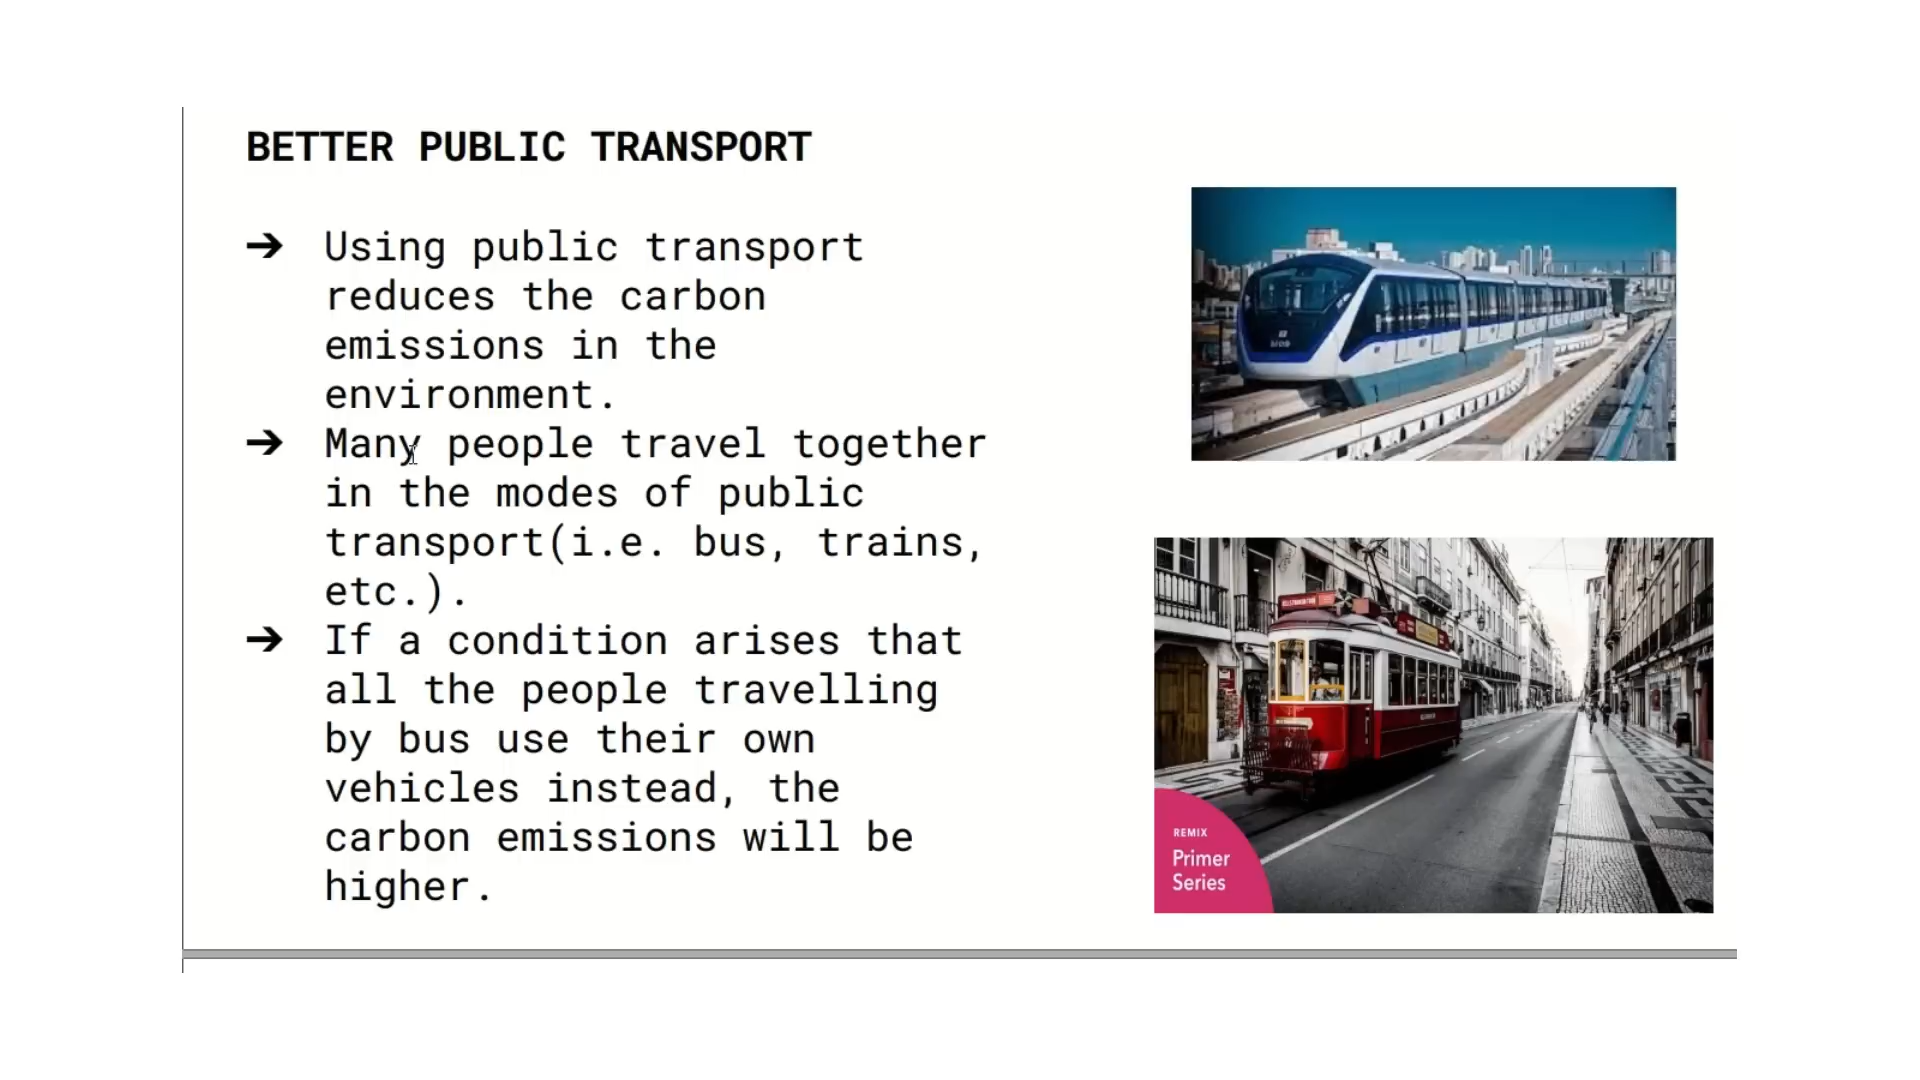 BETTER PUBLIC TRANSPORT
➔ Using public transport
reduces the carbon
emissions in the
environment.
➔ Many people travel together
in the modes of public
transport(i.e. bus, trains,
etc.).
➔ If a condition arises that
all the people travelling
by bus use their own
vehicles instead, the
carbon emissions will be
higher.
REMIX
Primer
Series